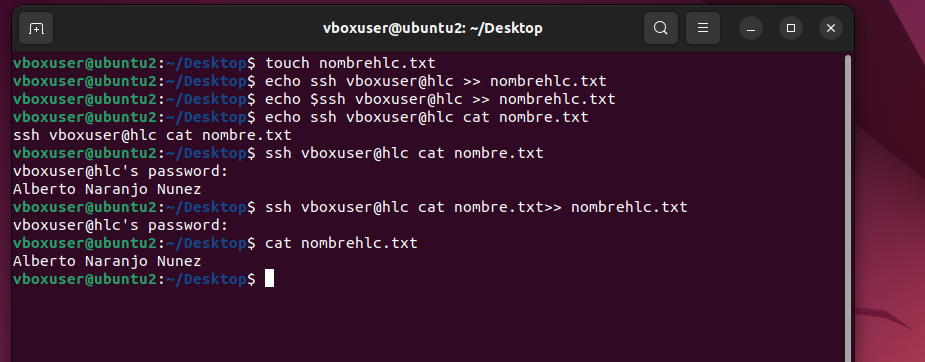 vboxuser@ubuntu2: ~/Desktop
vboxuser@ubuntu2:~/Desktop$ touch nombrehlc.txt
vboxuser@ubuntu2:~/Desktop$ echo ssh vboxuser@hlc >> nombrehlc.txt
vboxuser@ubuntu2:~/Desktop$ echo $ssh vboxuser@hlc >> nombrehlc.txt
vboxuser@ubuntu2:~/Desktop$ echo ssh vboxuser@hlc cat nombre.txt
ssh vboxuser@hlc cat nombre.txt
vboxuser@ubuntu2:~/Desktop$ ssh vboxuser@hlc cat nombre.txt
vboxuser@hlc's password:
Alberto Naranjo Nunez
vboxuser@ubuntu2:~/Desktop$ ssh vboxuser@hlc cat nombre.txt>> nombrehlc.txt
vboxuser@hlc's password:
vboxuser@ubuntu2:~/Desktop$ cat nombrehlc.txt
Alberto Naranjo Nunez
vboxuser@ubuntu2:~/Desktop$